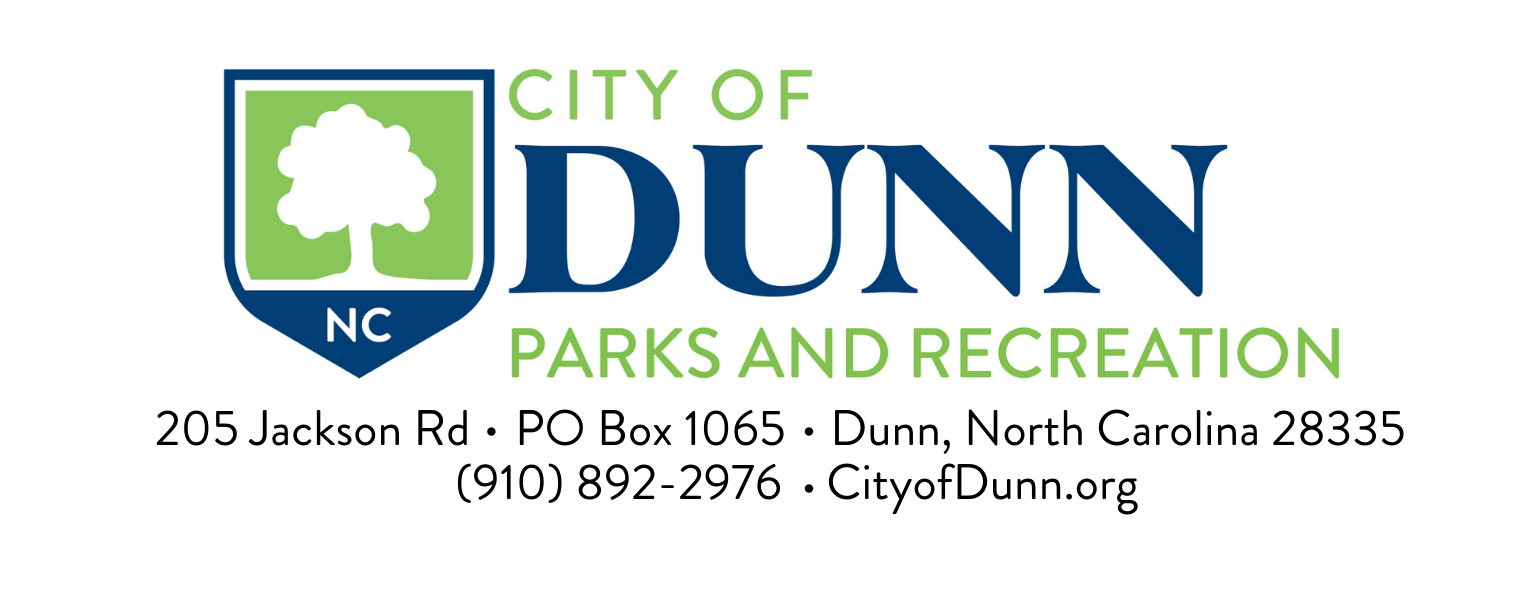 CITY OF
DUNN
PARKS AND RECREATION
NC
205 Jackson Rd • PO Box 1065 • Dunn, North Carolina 28335
(910) 892-2976 • CityofDunn.org